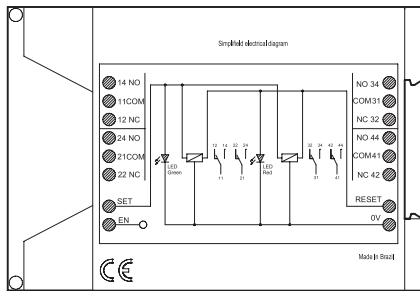 Simplifield electrical diagram
14 NO
11COM
12 NC
24 NO
21COM
22 NC
SET
EN
LED
Green
12 14
11
22 24
21
LED
Red
32 34
31
42 44
41
NO 34
COM31
NC 32
NO 44
COM41
NC 42
RESET
0V
Made in Brazil
CE